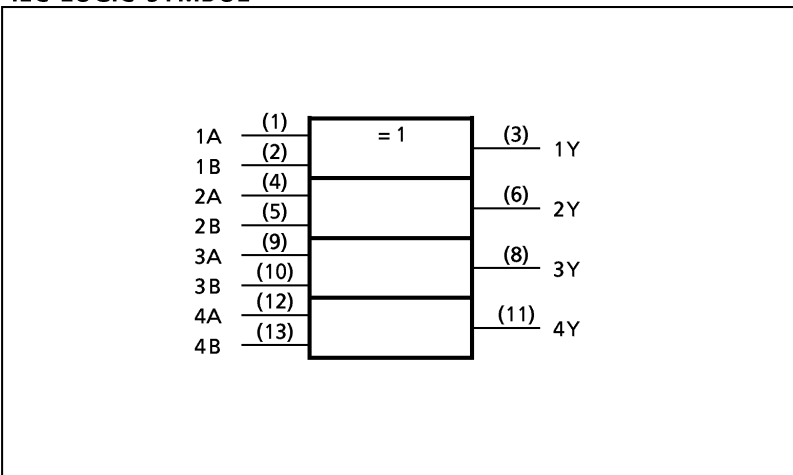 IEC LOGIC SYMBOL
1A (1) = 1 (3) 1Y
1B (2)
2A (4) (6) 2Y
2B (5)
3A (9) (8) 3Y
3B (10)
4A (12) (11) 4Y
4B (13)